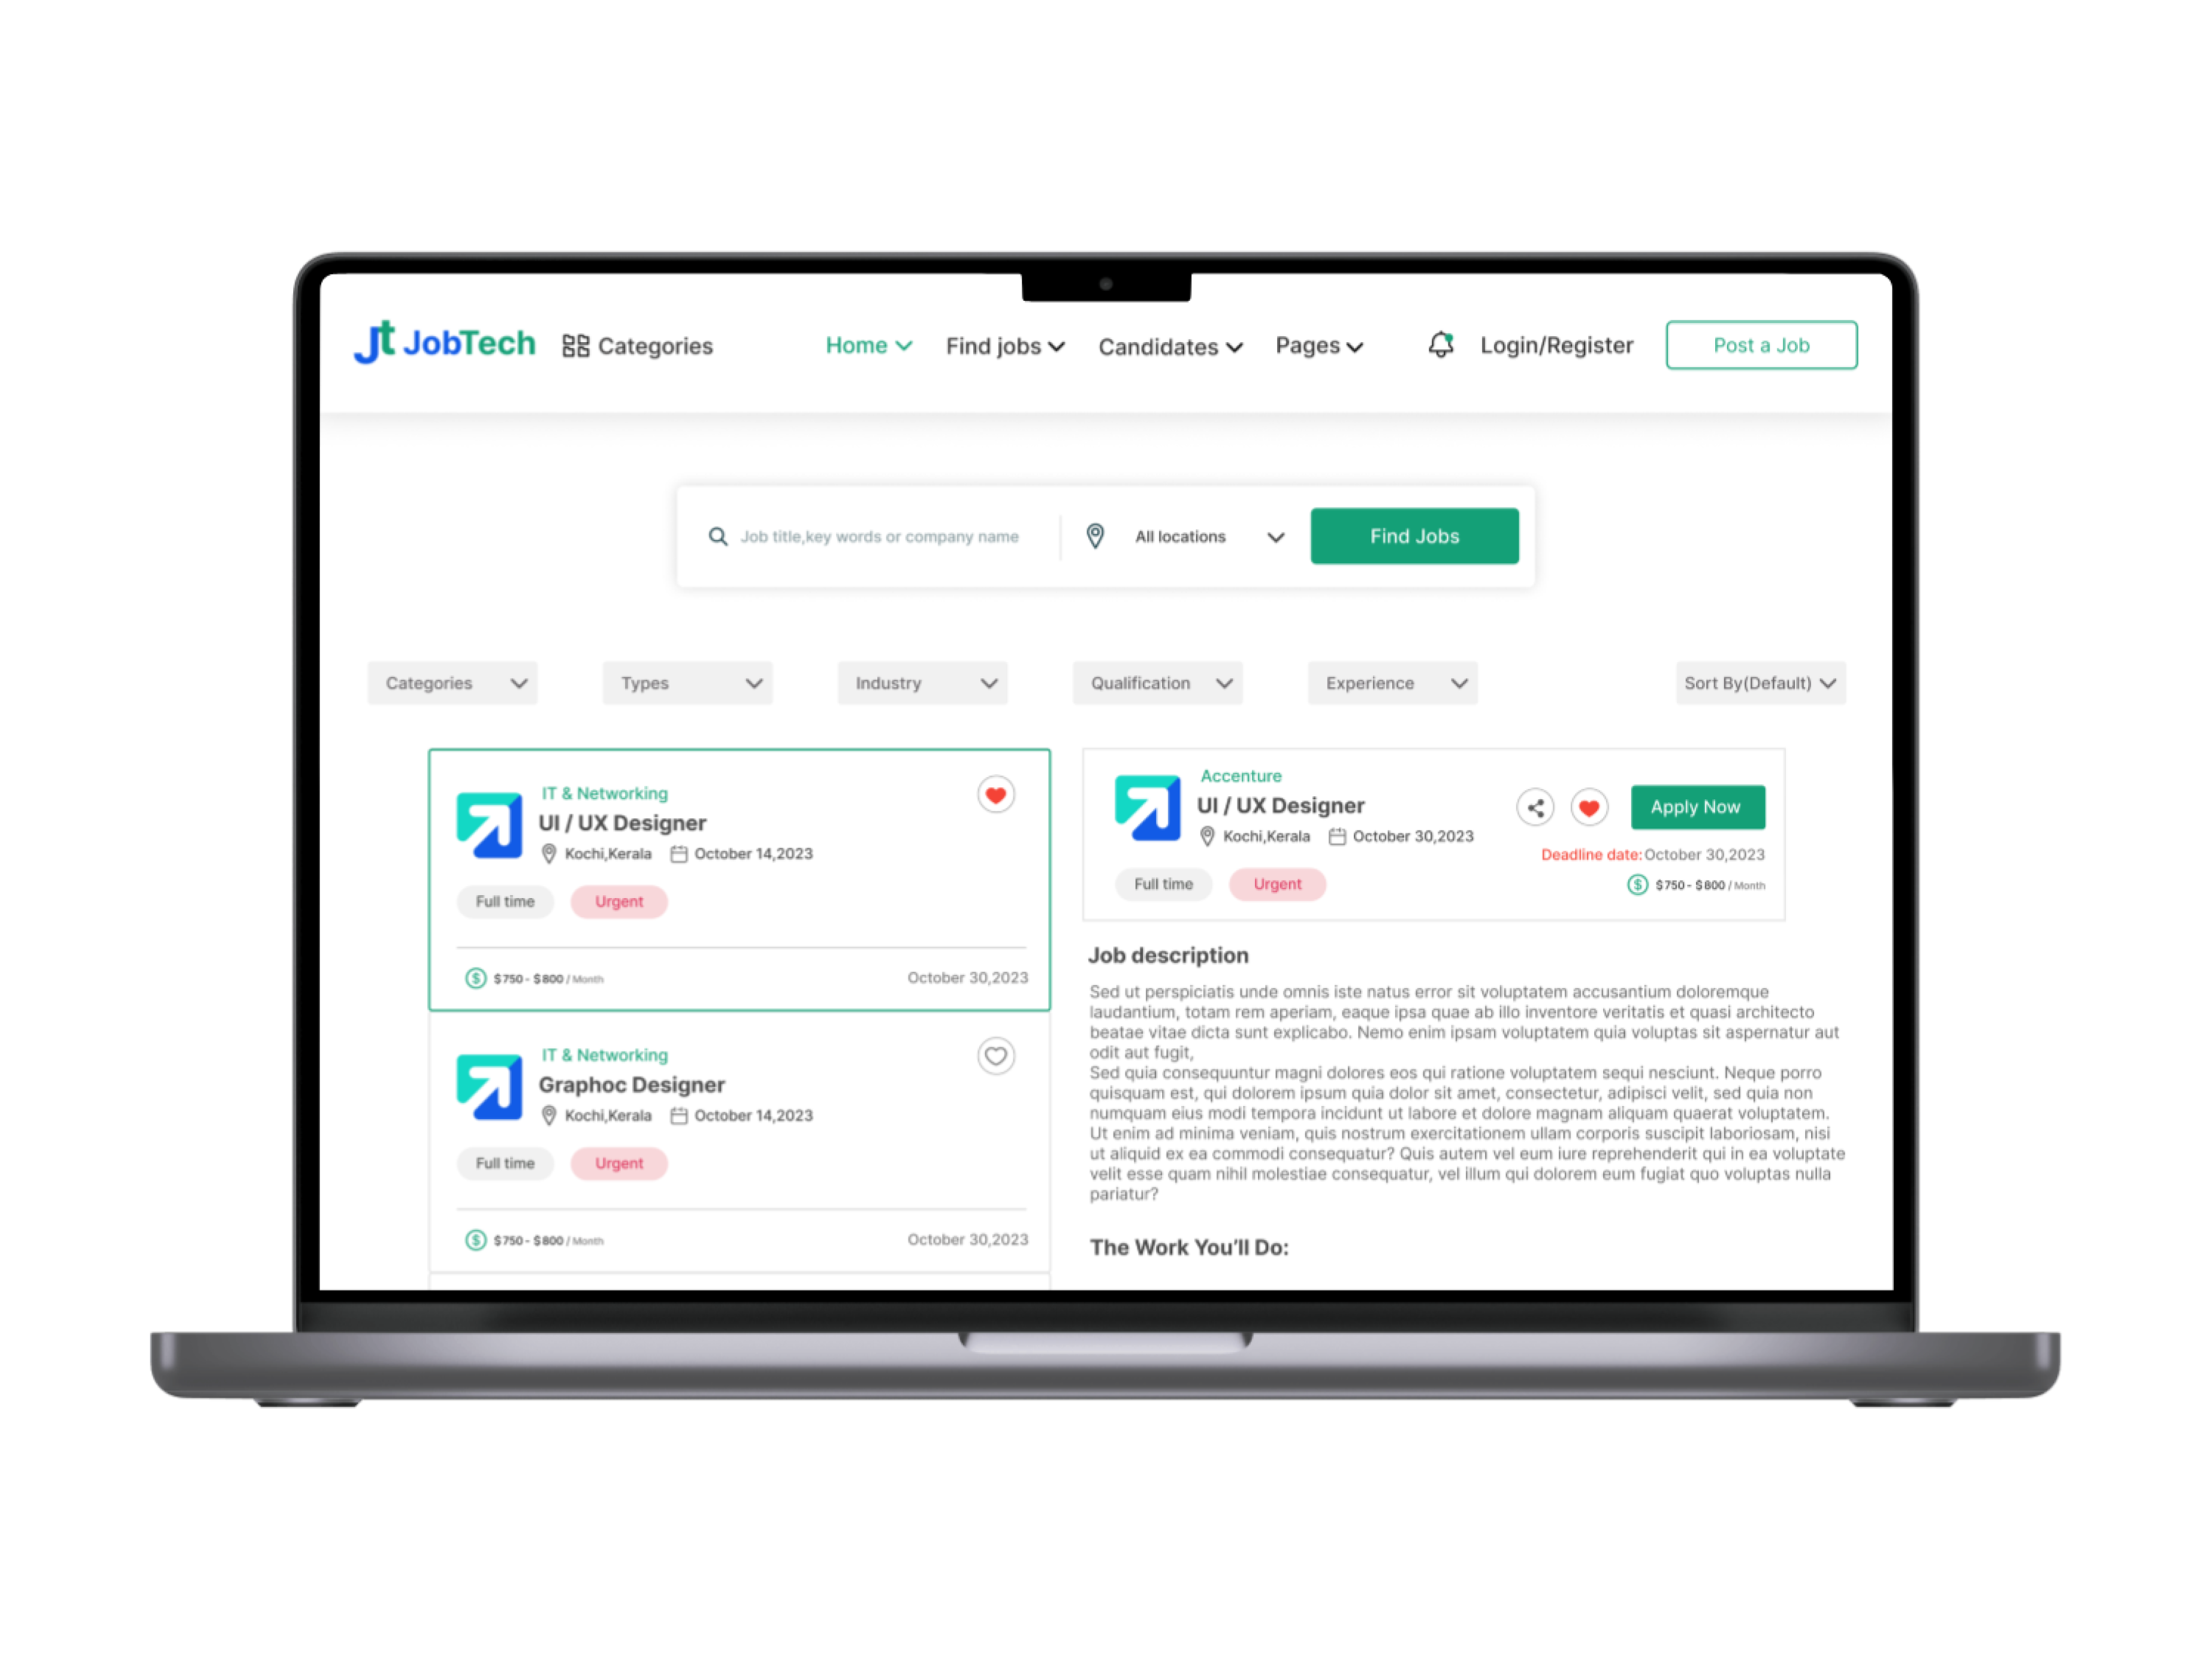 Jt JobTech Categories Home Find jobs Candidates Pages Login/Register Post a Job
Job title,key words or company name All locations Find Jobs
Categories Types Industry Qualification Experience Sort By(Default)
IT & Networking
UI / UX Designer
Kochi,Kerala October 14,2023
Full time Urgent
$750 - $800 / Month October 30,2023
IT & Networking
Graphoc Designer
Kochi,Kerala October 14,2023
Full time Urgent
$750 - $800 / Month October 30,2023
Accenture
UI / UX Designer
Kochi,Kerala October 30,2023
Apply Now
Deadline date: October 30,2023
Full time Urgent
$750 - $800 / Month
Job description
Sed ut perspiciatis unde omnis iste natus error sit voluptatem accusantium doloremque
laudantium, totam rem aperiam, eaque ipsa quae ab illo inventore veritatis et quasi architecto
beatae vitae dicta sunt explicabo. Nemo enim ipsam voluptatem quia voluptas sit aspernatur aut
odit aut fugit,
Sed quia consequuntur magni dolores eos qui ratione voluptatem sequi nesciunt. Neque porro
quisquam est, qui dolorem ipsum quia dolor sit amet, consectetur, adipisci velit, sed quia non
numquam eius modi tempora incidunt ut labore et dolore magnam aliquam quaerat voluptatem.
Ut enim ad minima veniam, quis nostrum exercitationem ullam corporis suscipit laboriosam, nisi
ut aliquid ex ea commodi consequatur? Quis autem vel eum iure reprehenderit qui in ea voluptate
velit esse quam nihil molestiae consequatur, vel illum qui dolorem eum fugiat quo voluptas nulla
pariatur?
The Work You'll Do: